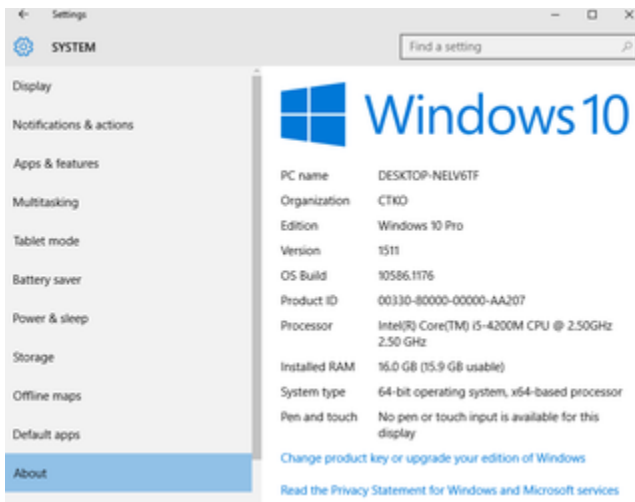 Settings
SYSTEM
Find a setting
Display
Notifications & actions
Apps & features
Multitasking
Tablet mode
Battery saver
Power & sleep
Storage
Offline maps
Default apps
About
Windows 10
PC name DESKTOP-NELV6TF
Organization CTKO
Edition Windows 10 Pro
Version 1511
OS Build 10586.1176
Product ID 00330-80000-00000-AA207
Processor Intel(R) Core(TM) i5-4200M CPU @ 2.50GHz
2.50 GHz
Installed RAM 16.0 GB (15.9 GB usable)
System type 64-bit operating system, x64-based processor
Pen and touch No pen or touch input is available for this
display
Change product key or upgrade your edition of Windows
Read the Privacy Statement for Windows and Microsoft services